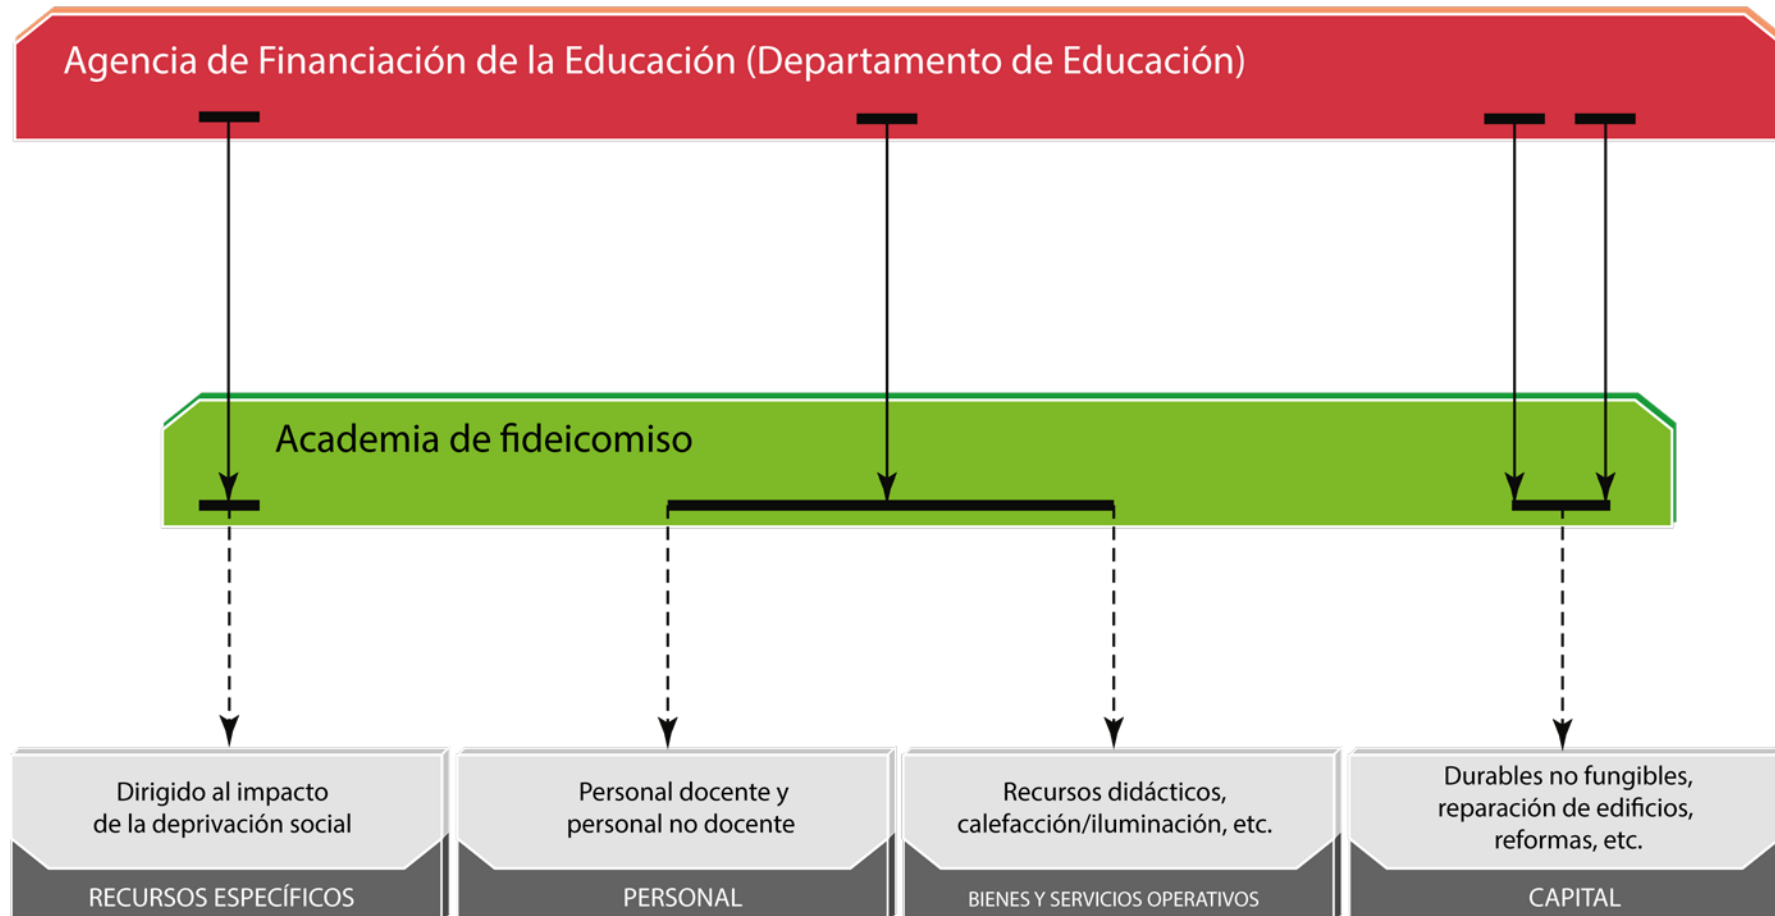 Agencia de Financiación de la Educación (Departamento de Educación)
Academia de fideicomiso
Dirigido al impacto
de la deprivación social
RECURSOS ESPECÍFICOS
Personal docente y
personal no docente
PERSONAL
Recursos didácticos,
calefacción/iluminación, etc.
BIENES Y SERVICIOS OPERATIVOS
Durables no fungibles,
reparación de edificios,
reformas, etc.
CAPITAL